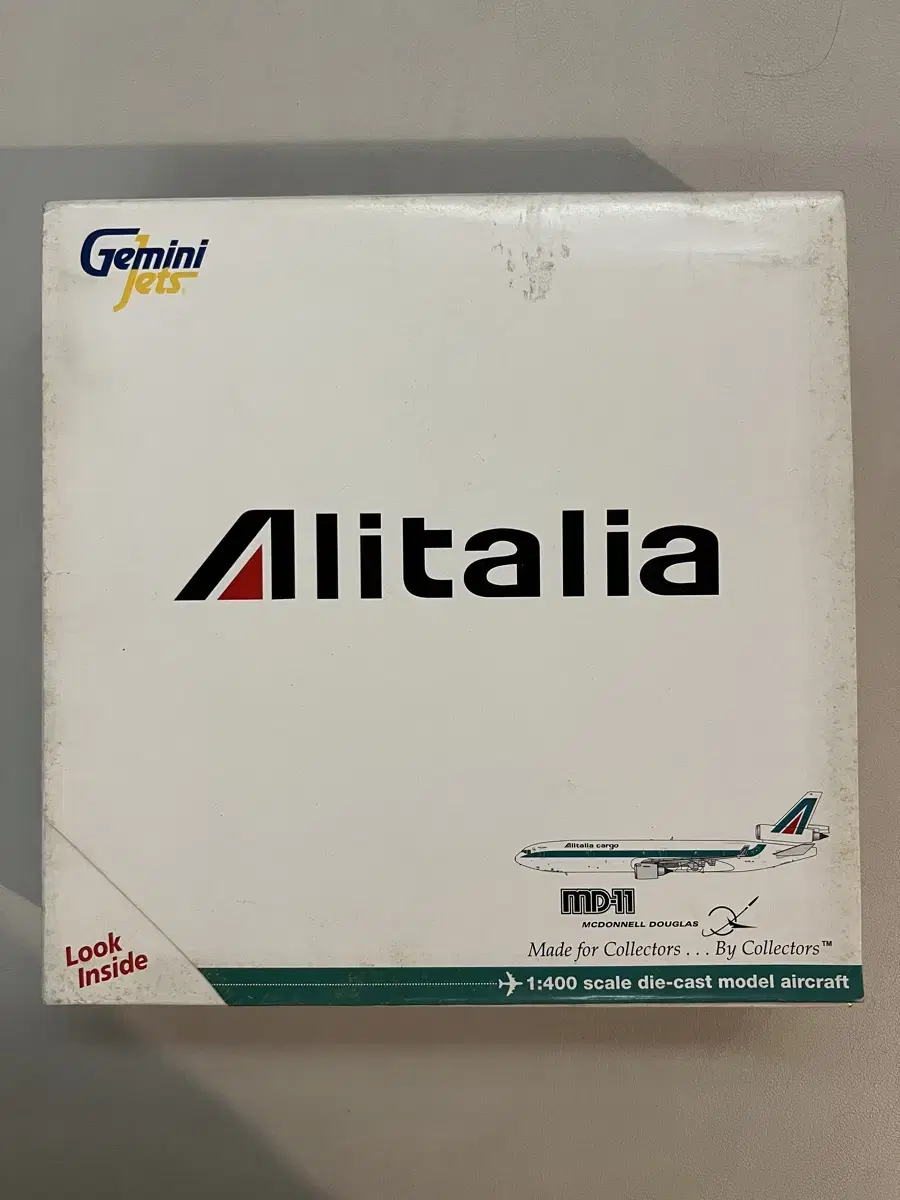 Gemini
Jets
Alitalia
Alitalia cargo
MD-11
MCDONNELL DOUGLAS
Made for Collectors . . . By Collectors™
Look
Inside
1:400 scale die-cast model aircraft